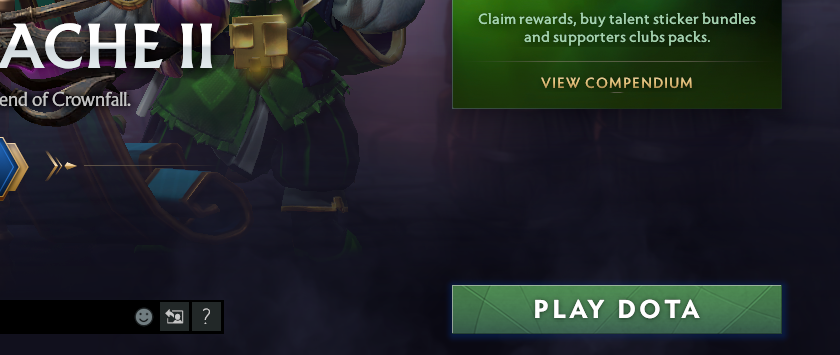 ACHE II
end of Crownfall.
Claim rewards, buy talent sticker bundles
and supporters clubs packs.
VIEW COMPENDIUM
?
PLAY DOTA